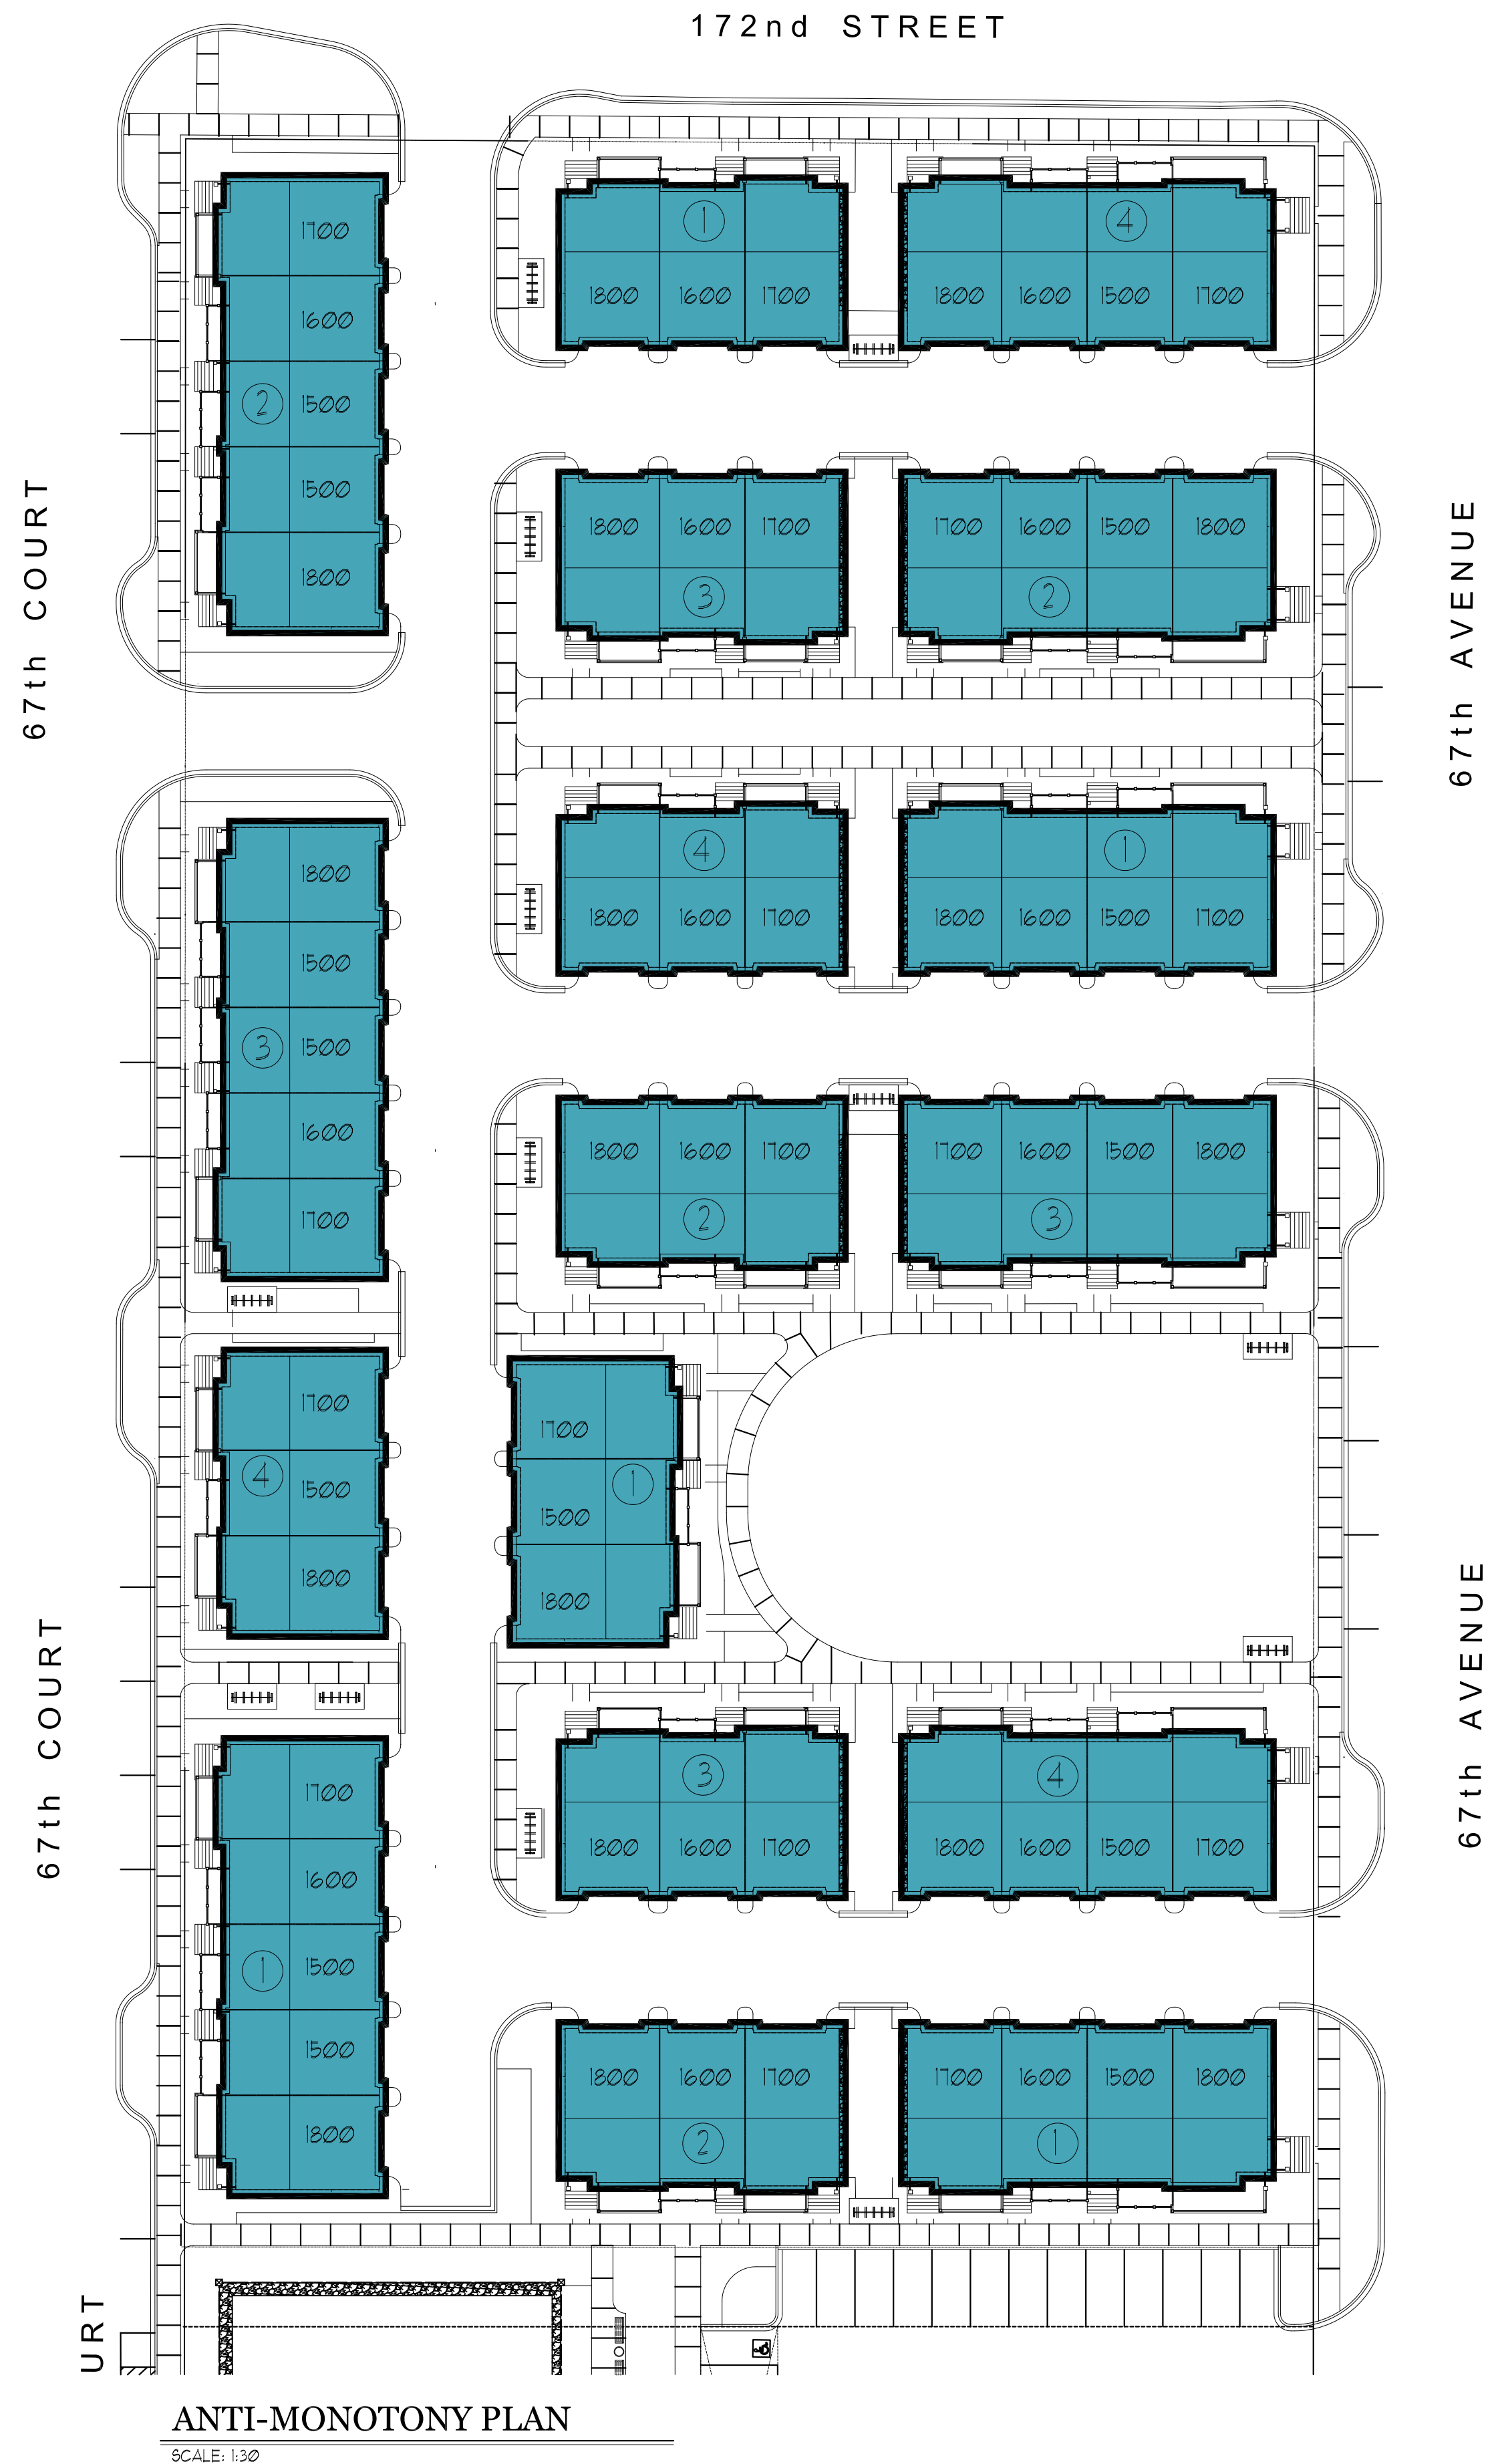 172nd STREET
67th COURT
1700
1600
2
1500
1500
1800
1
1800 1600 1700
4
1800 1600 1500 1700
1800 1600 1700
3
1700 1600 1500 1800
2
67th AVENUE
1800
1500
3
1500
1600
1700
4
1800 1600 1700
1
1800 1600 1500 1700
1800 1600 1700
2
1700 1600 1500 1800
3
1700
4
1500
1800
1700
1
1500
1800
67th COURT
67th AVENUE
1700
1600
1
1500
1500
1800
3
1800 1600 1700
4
1800 1600 1500 1700
1800 1600 1700
2
1700 1600 1500 1800
1
URT
ANTI-MONOTONY PLAN
SCALE: 1:30